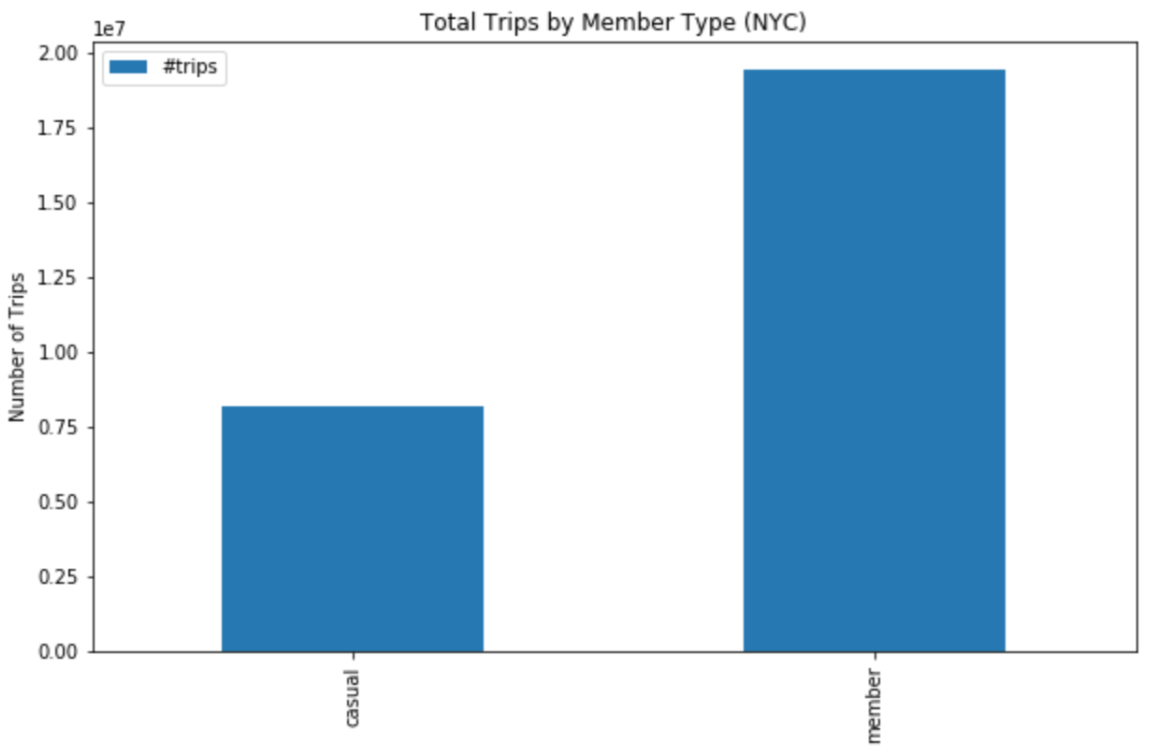 Total Trips by Member Type (NYC)
1e7
#trips
2.00
1.75
1.50
1.25
1.00
0.75
0.50
0.25
0.00
Number of Trips
casual
member